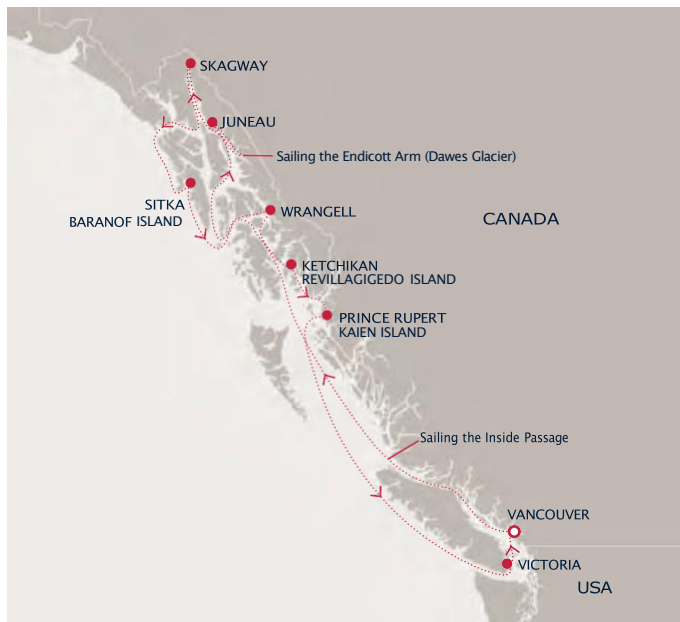 SKAGWAY
JUNEAU
Sailing the Endicott Arm (Dawes Glacier)
SITKA
BARANOF ISLAND
WRANGELL
CANADA
KETCHIKAN
REVILLAGIGEDO ISLAND
PRINCE RUPERT
KAIEN ISLAND
Sailing the Inside Passage
VANCOUVER
VICTORIA
USA